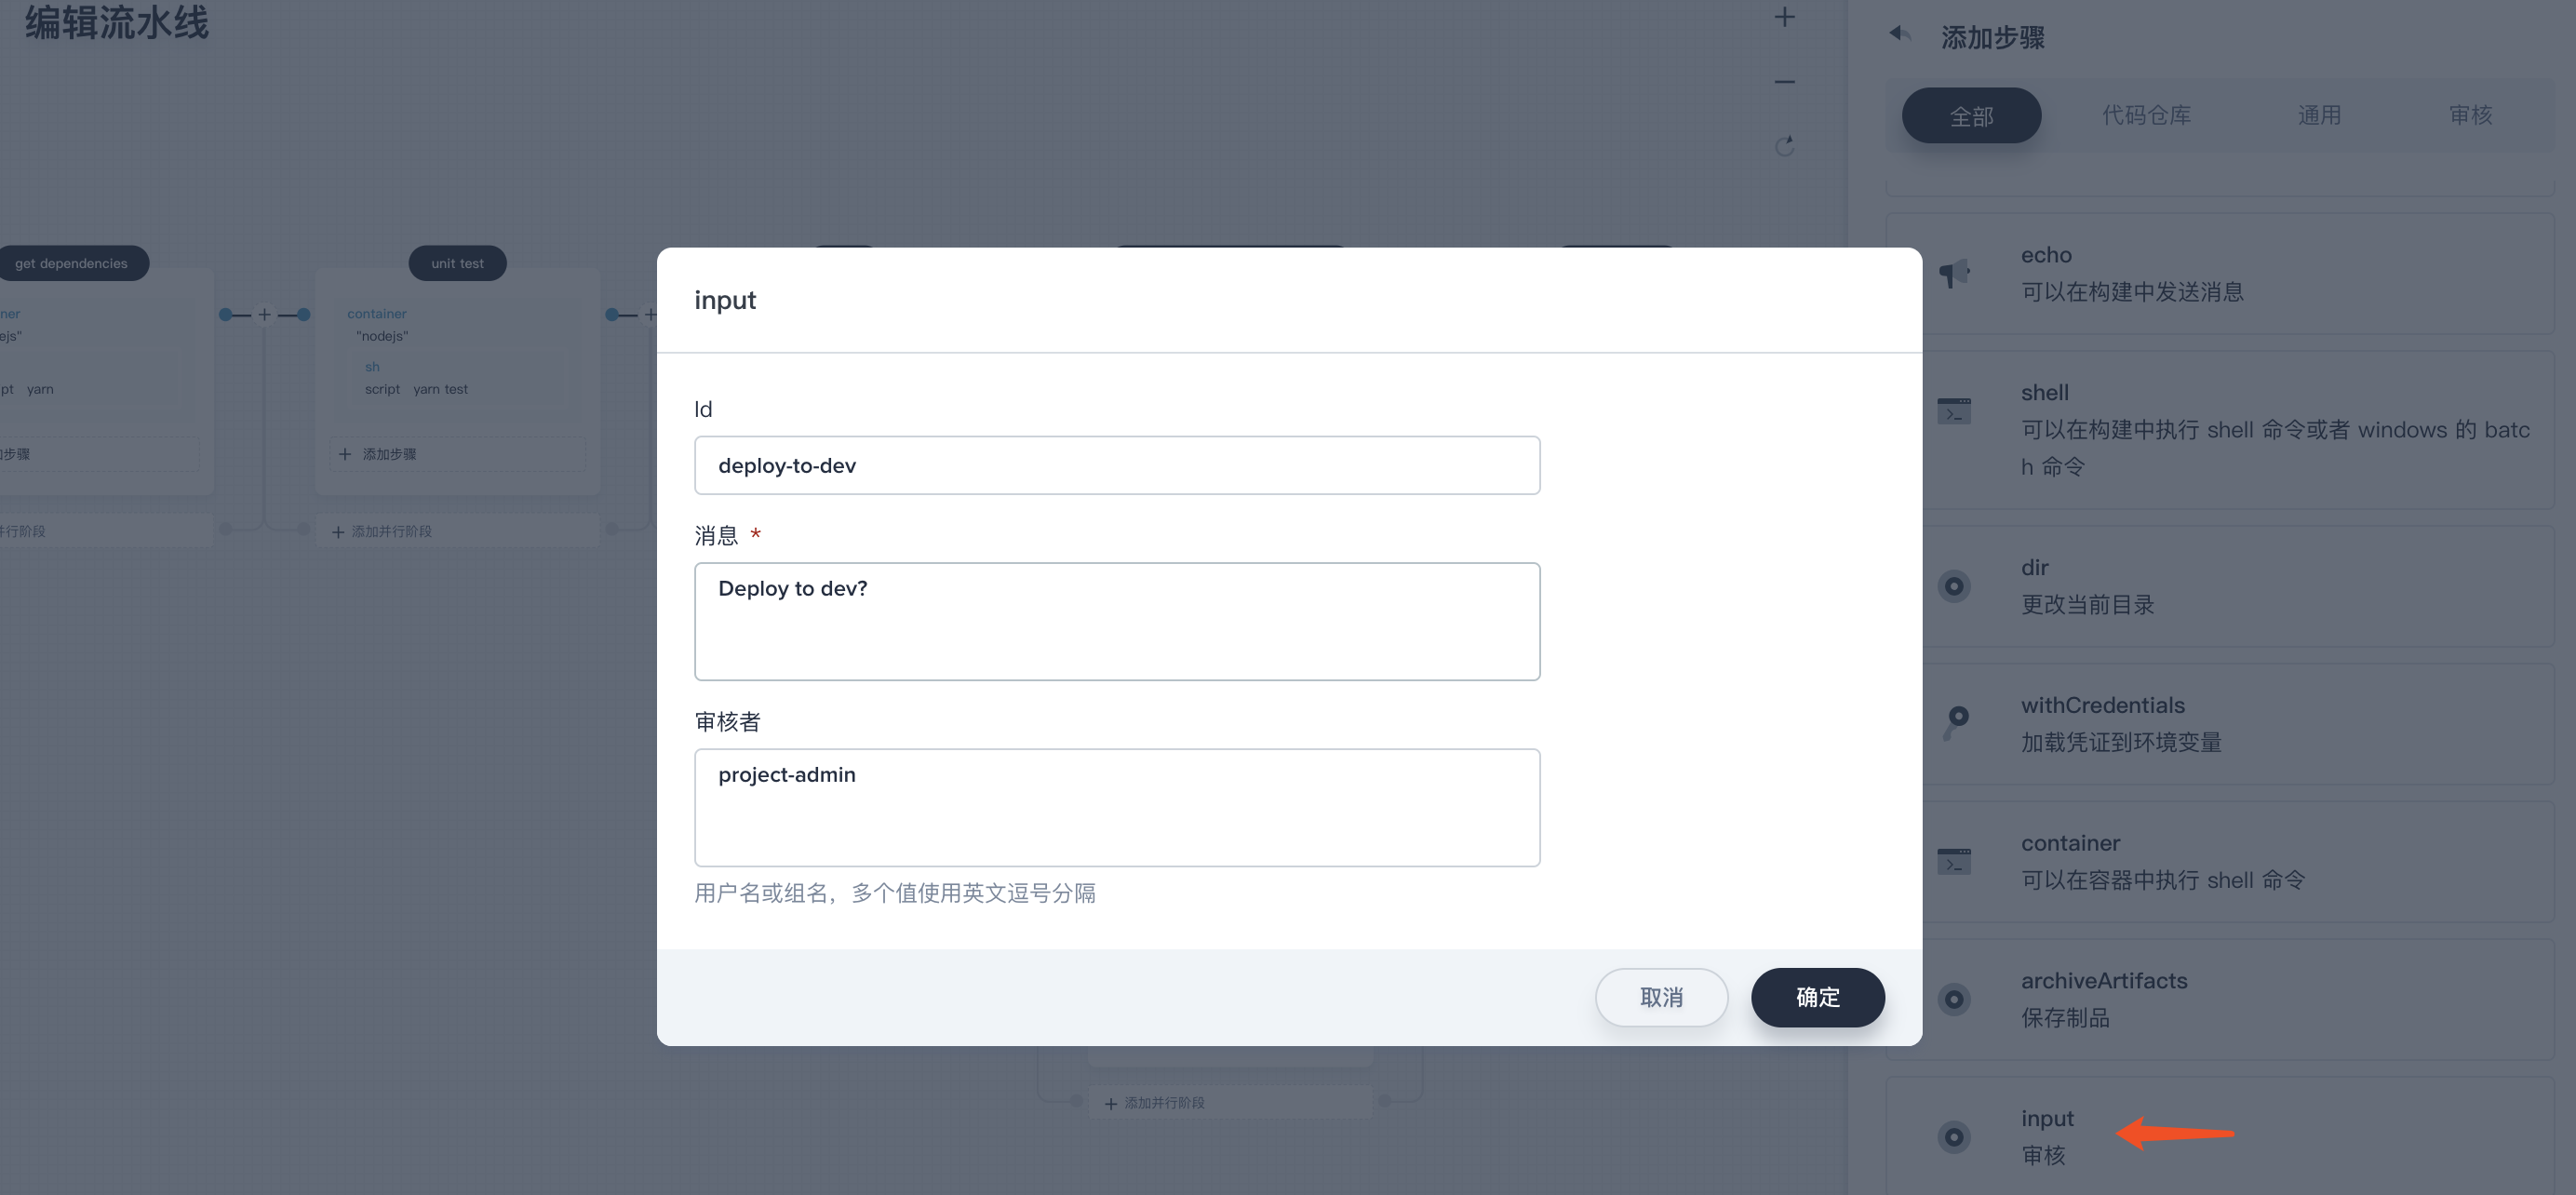 编辑流水线
get dependencies
ner
ejs"
pt yarn
加步骤
并行阶段
unit test
container
"nodejs"
sh
script yarn test
添加步骤
添加并行阶段
添加并行阶段
input
Id
deploy-to-dev
消息 *
Deploy to dev?
审核者
project-admin
用户名或组名，多个值使用英文逗号分隔
取消
确定
添加步骤
全部
代码仓库
通用
审核
echo
可以在构建中发送消息
shell
可以在构建中执行 shell 命令或者 windows 的 batc
h 命令
dir
更改当前目录
withCredentials
加载凭证到环境变量
container
可以在容器中执行 shell 命令
archiveArtifacts
保存制品
input
审核